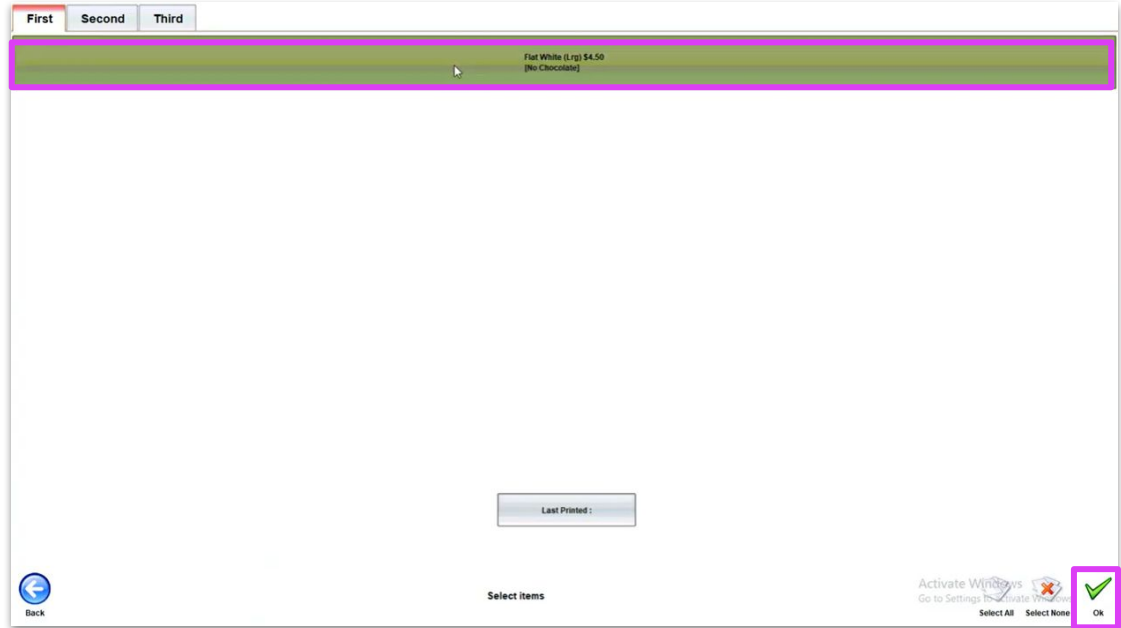 First Second Third
Flat White (Lrg) $4.50
[No Chocolate]
Last Printed :
Activate Windows
Go to Settings to activate Windows
Select items
Back
Select All Select None Ok